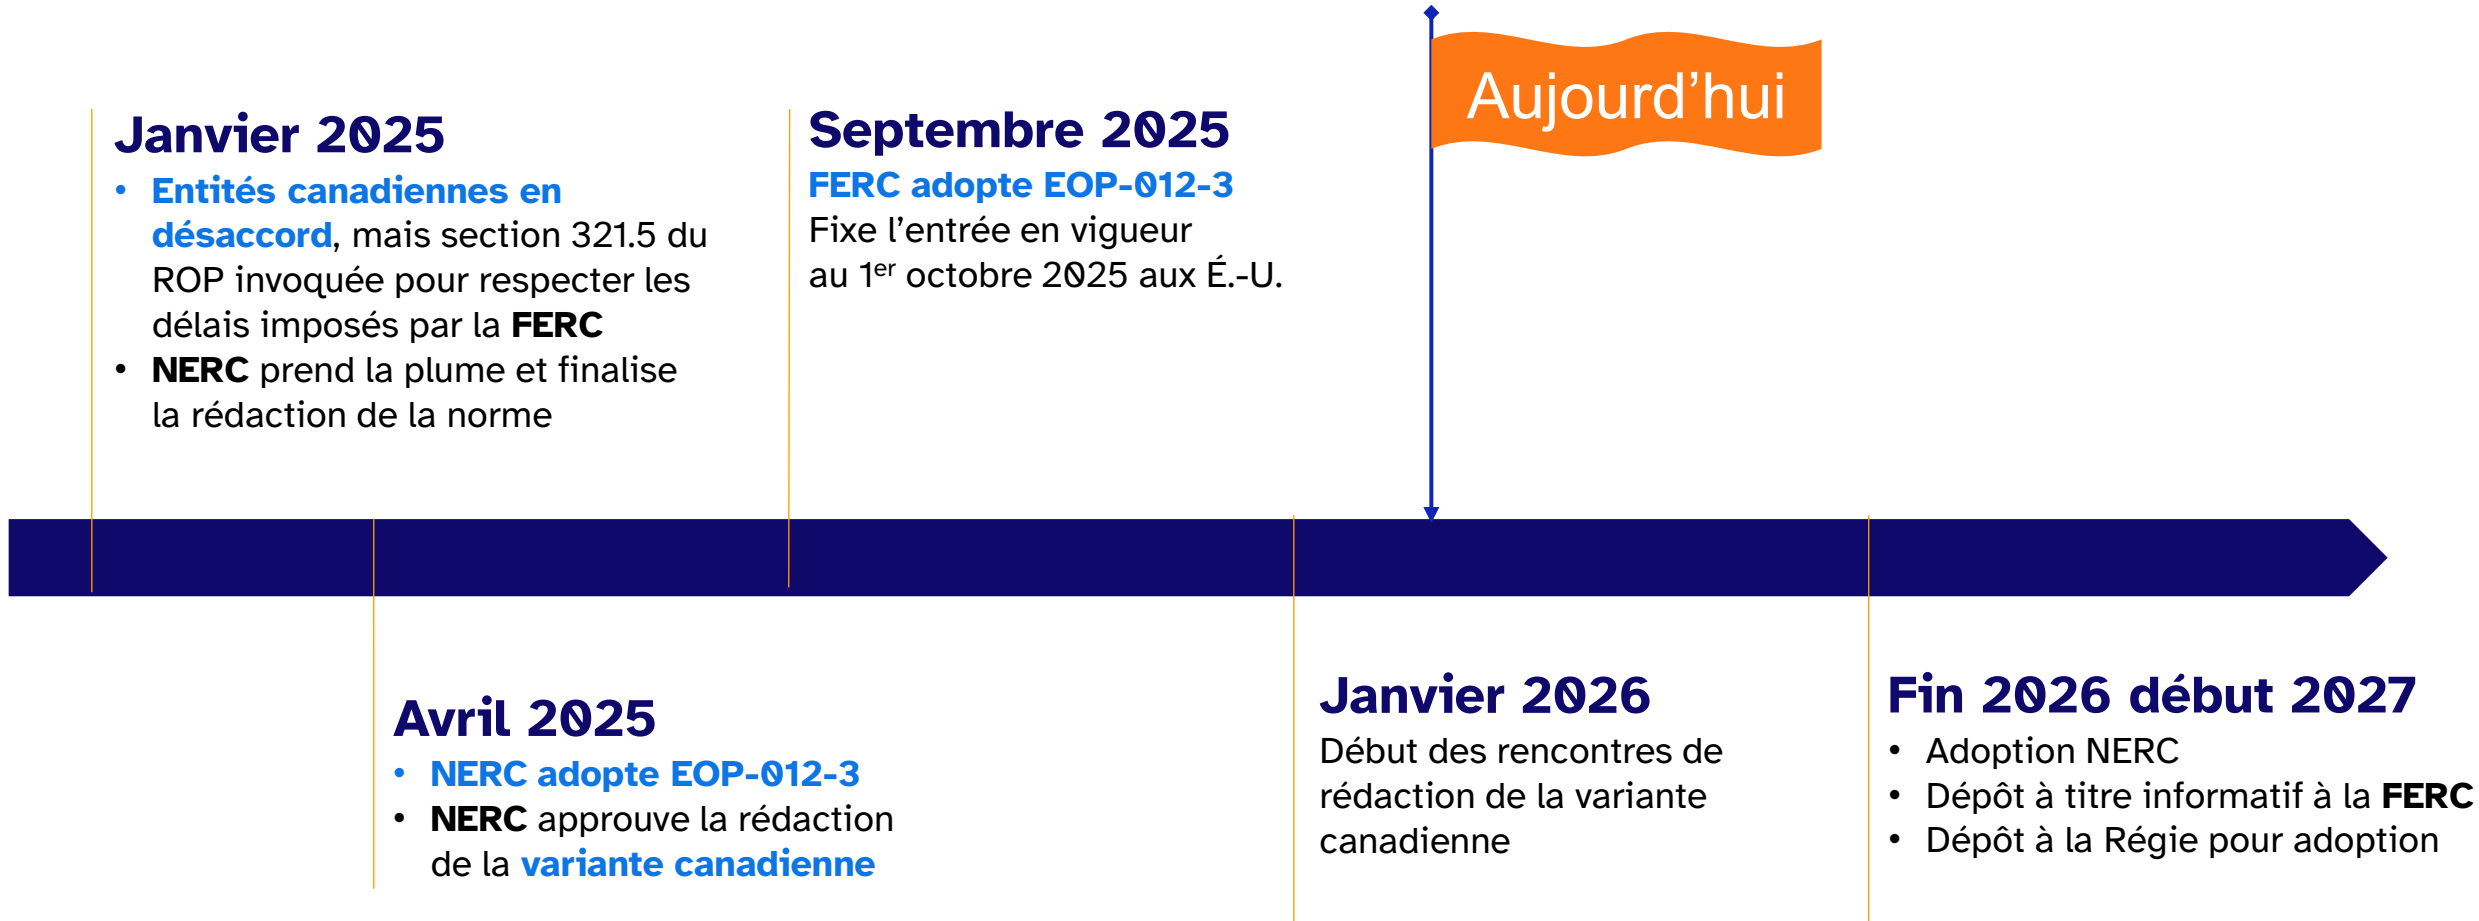 Aujourd’hui
Janvier 2025
• Entités canadiennes en
désaccord, mais section 321.5 du
ROP invoquée pour respecter les
délais imposés par la FERC
• NERC prend la plume et finalise
la rédaction de la norme
Septembre 2025
FERC adopte EOP-012-3
Fixe l’entrée en vigueur
au 1er octobre 2025 aux É.-U.
Avril 2025
• NERC adopte EOP-012-3
• NERC approuve la rédaction
de la variante canadienne
Janvier 2026
Début des rencontres de
rédaction de la variante
canadienne
Fin 2026 début 2027
• Adoption NERC
• Dépôt à titre informatif à la FERC
• Dépôt à la Régie pour adoption